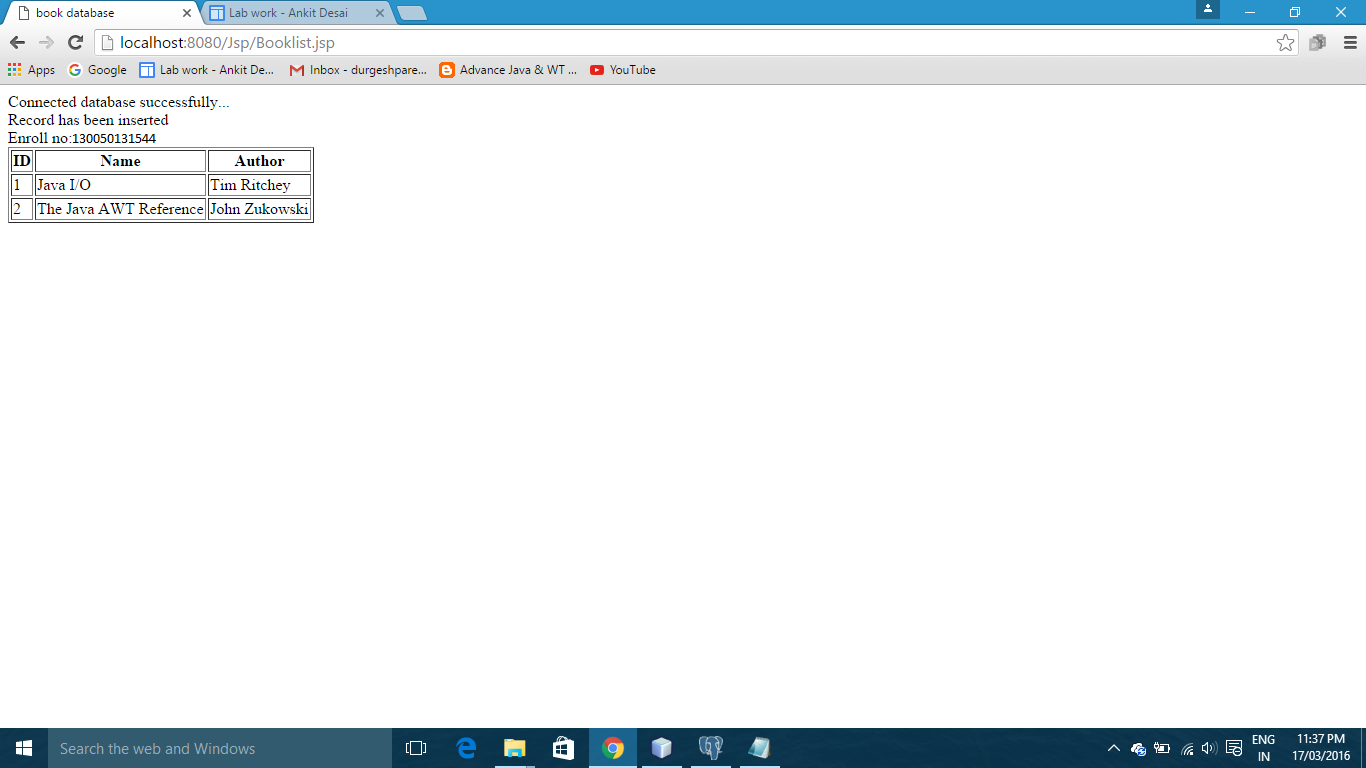 book database
Lab work - Ankit Desai
localhost:8080/Jsp/Booklist.jsp
Apps
Google
Lab work - Ankit De...
Inbox - durgeshpare...
Advance Java & WT ...
YouTube
Connected database successfully...
Record has been inserted
Enroll no:130050131544
ID Name Author
1 Java I/O Tim Ritchey
2 The Java AWT Reference John Zukowski
Search the web and Windows
ENG
IN
11:37 PM
17/03/2016